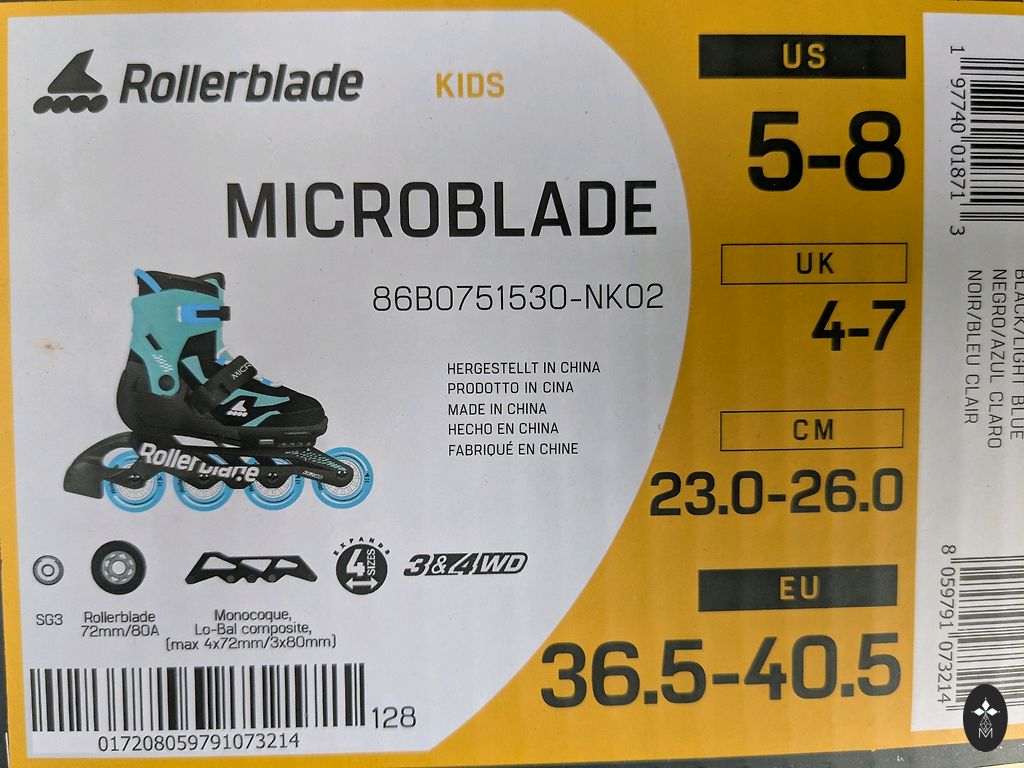 Rollerblade
KIDS
MICROBLADE
86B0751530-NK02
HERGESTELLT IN CHINA
PRODOTTO IN CINA
MADE IN CHINA
HECHO EN CHINA
FABRIQUÉ EN CHINE
Rollerblade
EXPANDS
4 SIZES
3&4WD
SG3
Rollerblade
72mm/80A
Monocoque,
Lo-Bal composite,
(max 4x72mm/3x80mm)
128
017208059791073214
US
5-8
UK
4-7
CM
23.0-26.0
EU
36.5-40.5
1 97740 01871 3
BLACK/LIGHT BLUE
NEGRO/AZUL CLARO
NOIR/BLEU CLAIR
8 059791 073214
M